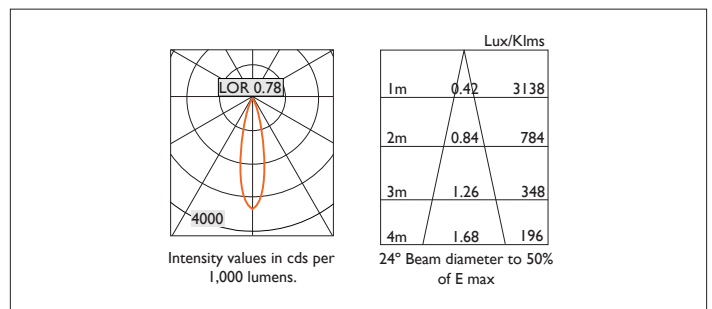 Lux/Klms
LOR 0.78
1m 0.42 3138
2m 0.84 784
3m 1.26 348
4000
4m 1.68 196
Intensity values in cds per
1,000 lumens.
24º Beam diameter to 50%
of E max